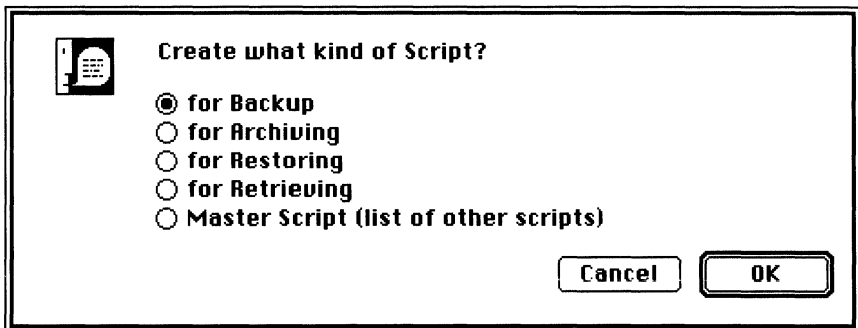 Create what kind of Script?
for Backup
for Archiving
for Restoring
for Retrieving
Master Script (list of other scripts)
Cancel OK